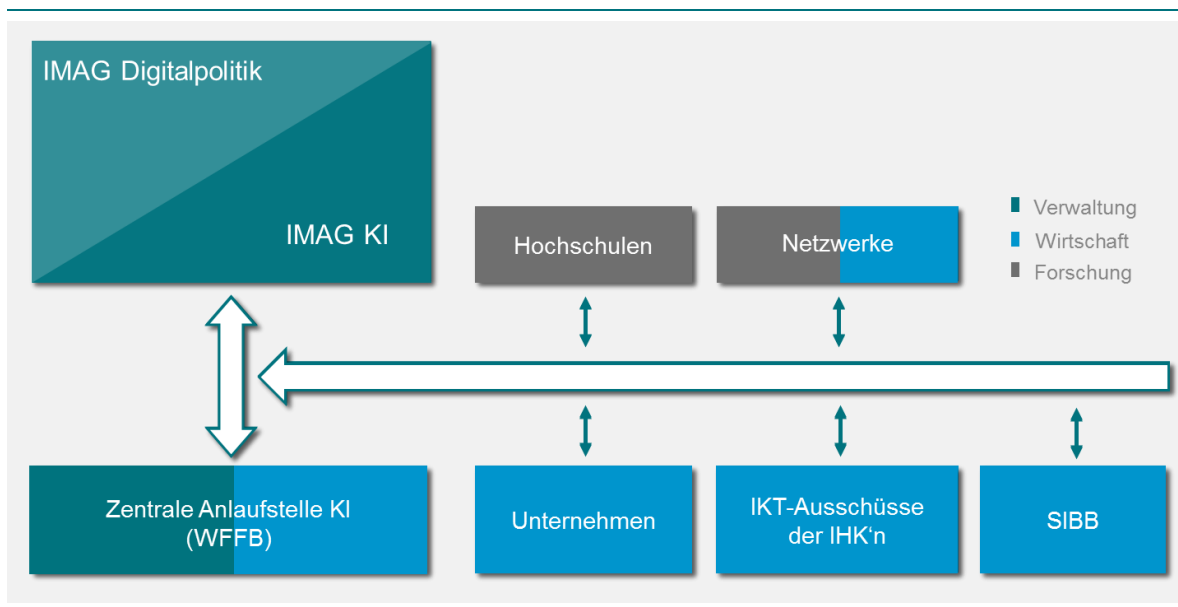 IMAG Digitalpolitik
IMAG KI
Hochschulen
Netzwerke
Verwaltung
Wirtschaft
Forschung
Zentrale Anlaufstelle KI
(WFFB)
Unternehmen
IKT-Ausschüsse
der IHK‘n
SIBB